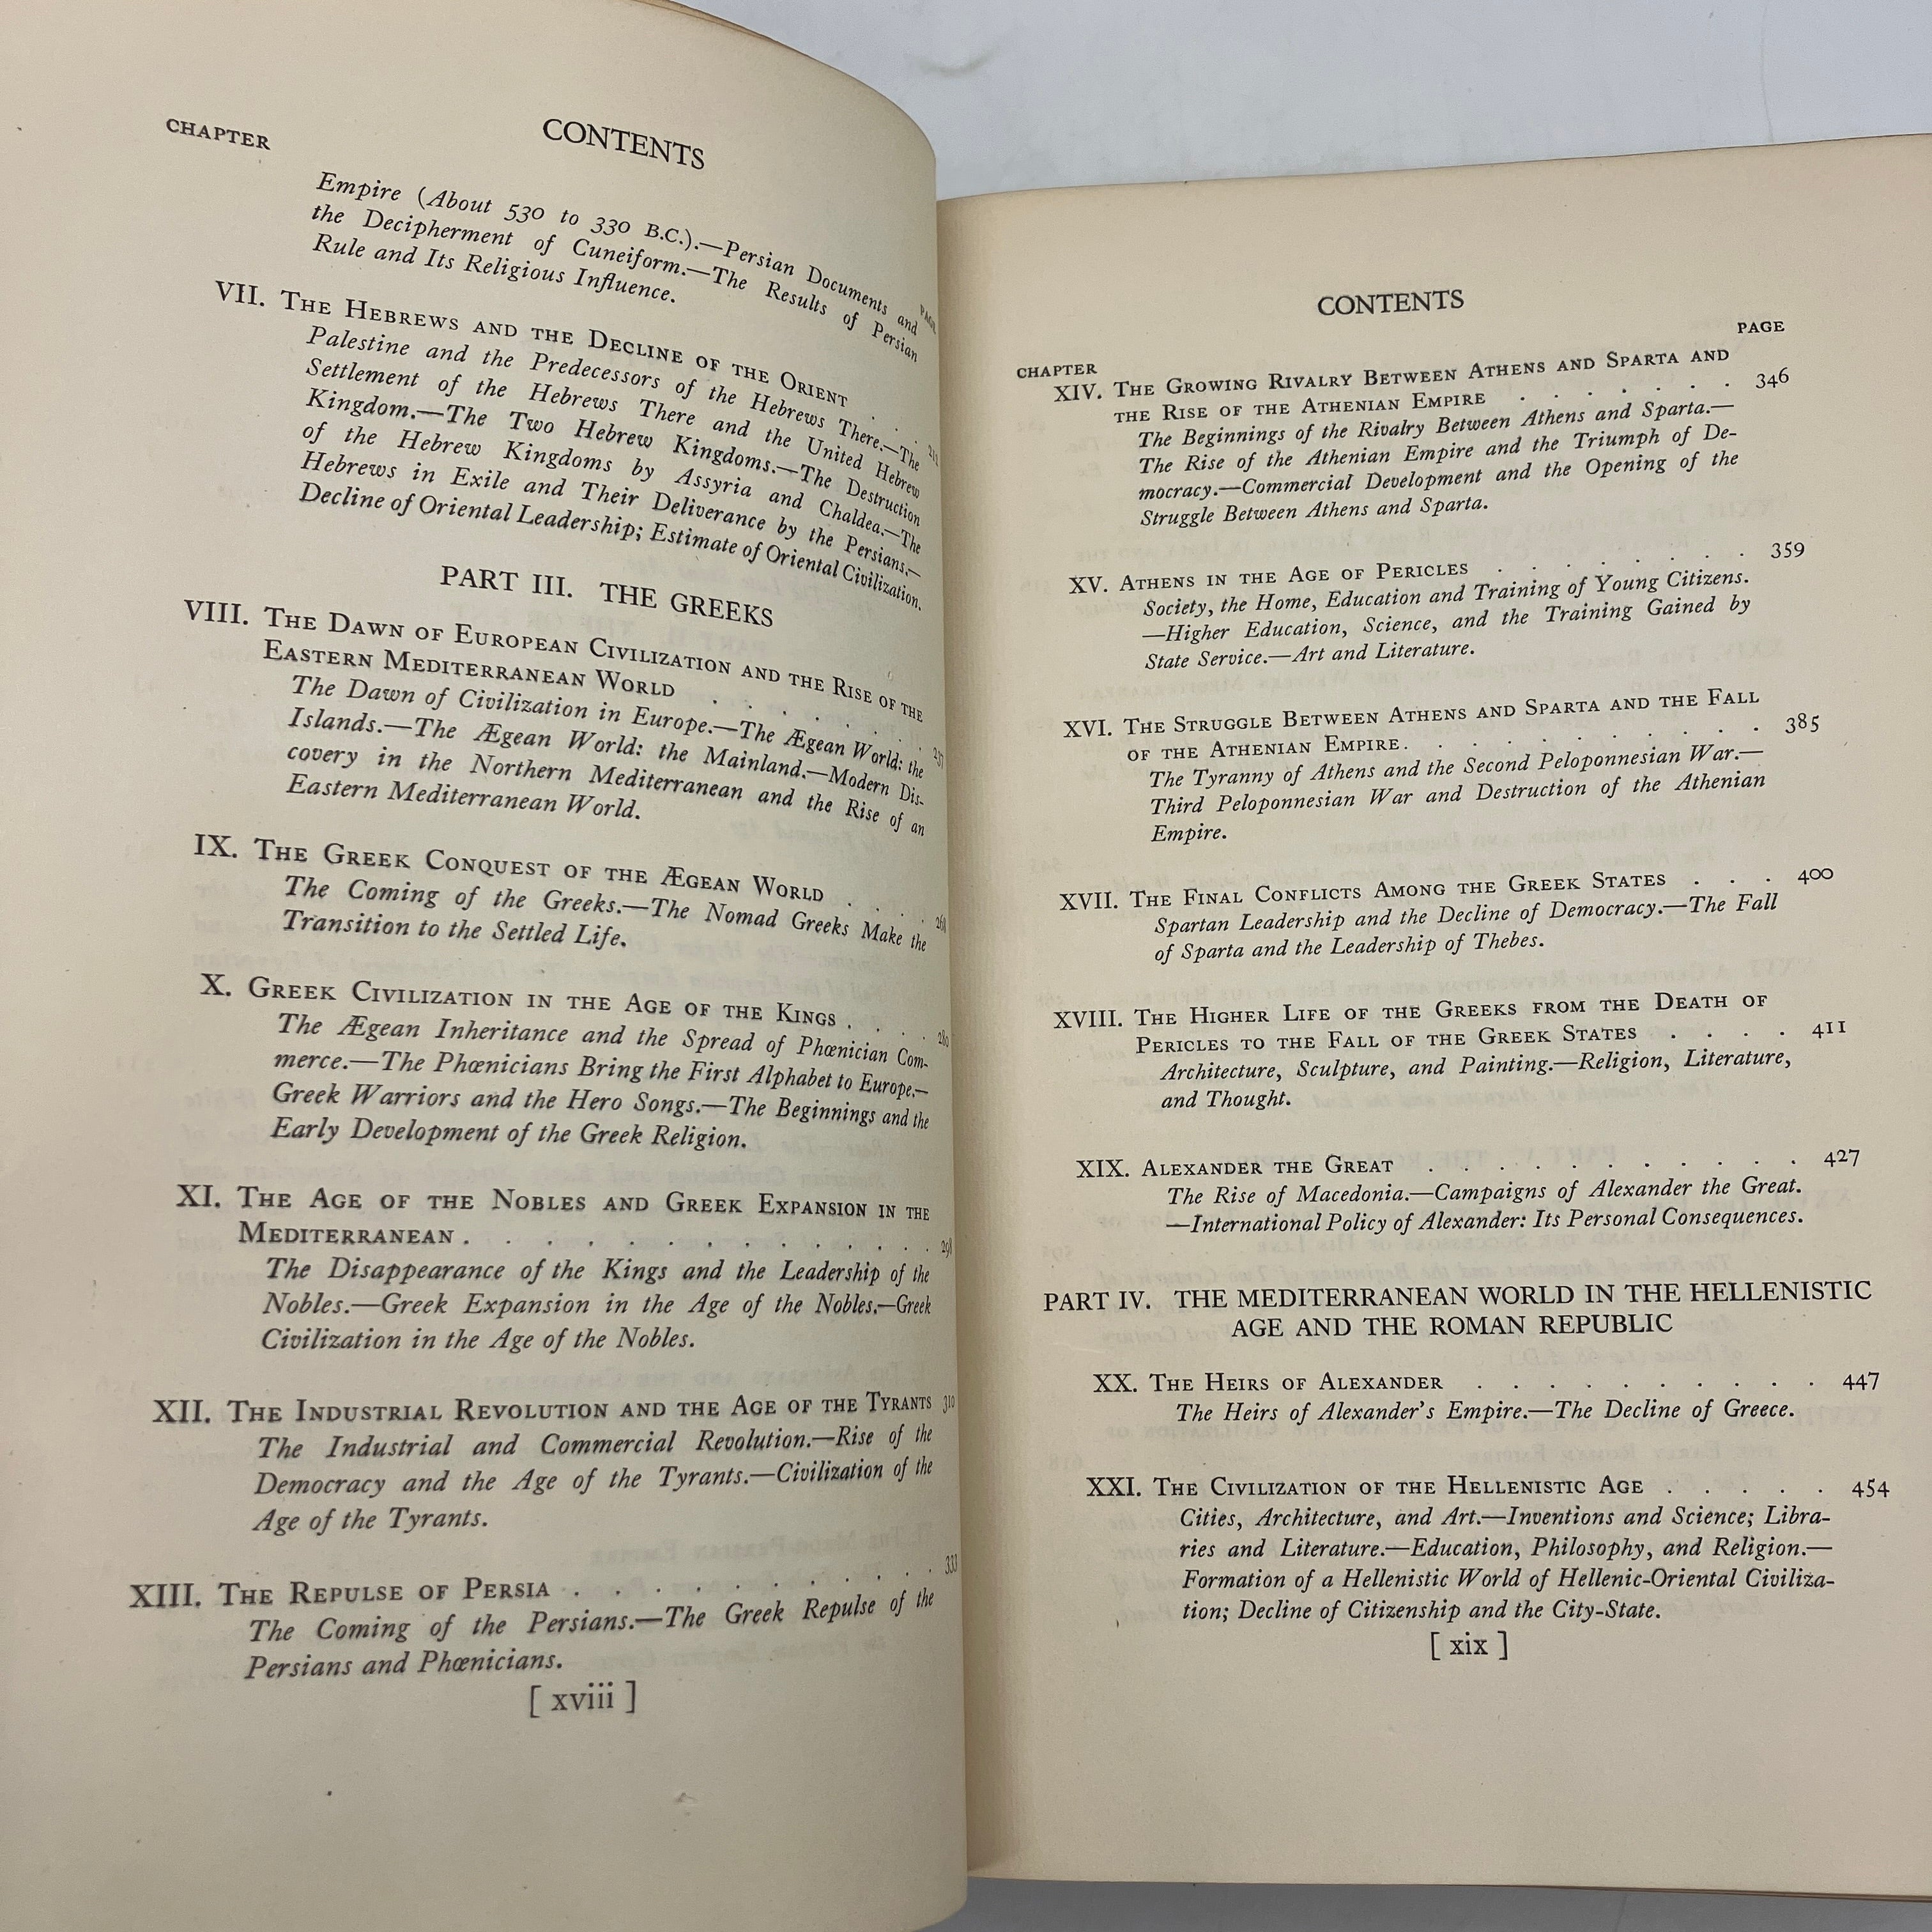 CONTENTS
CHAPTER
PAGE
Empire (About 530 to 330 B.C.).—Persian Documents and
the Decipherment of Cuneiform.—The Results of Persian
Rule and Its Religious Influence.
VII. The Hebrews and the Decline of the Orient . . .
Palestine and the Predecessors of the Hebrews There.—The
Settlement of the Hebrews There and the United Hebrew
Kingdom.—The Two Hebrew Kingdoms.—The Destruction
of the Hebrew Kingdoms by Assyria and Chaldea.—The
Hebrews in Exile and Their Deliverance by the Persians.—
Decline of Oriental Leadership; Estimate of Oriental Civilization.
PART III. THE GREEKS
VIII. The Dawn of European Civilization and the Rise of the
Eastern Mediterranean World . . . . . . 237
The Dawn of Civilization in Europe.—The Ægean World: the
Islands.—The Ægean World: the Mainland.—Modern Dis-
covery in the Northern Mediterranean and the Rise of an
Eastern Mediterranean World.
IX. The Greek Conquest of the Ægean World . . . .
The Coming of the Greeks.—The Nomad Greeks Make the
Transition to the Settled Life.
X. Greek Civilization in the Age of the Kings . . . 280
The Ægean Inheritance and the Spread of Phœnician Com-
merce.—The Phœnicians Bring the First Alphabet to Europe.—
Greek Warriors and the Hero Songs.—The Beginnings and the
Early Development of the Greek Religion.
XI. The Age of the Nobles and Greek Expansion in the
Mediterranean . . . . . . . . . . . . 298
The Disappearance of the Kings and the Leadership of the
Nobles.—Greek Expansion in the Age of the Nobles.—Greek
Civilization in the Age of the Nobles.
XII. The Industrial Revolution and the Age of the Tyrants 310
The Industrial and Commercial Revolution.—Rise of the
Democracy and the Age of the Tyrants.—Civilization of the
Age of the Tyrants.
XIII. The Repulse of Persia . . . . . . . . . . 333
The Coming of the Persians.—The Greek Repulse of the
Persians and Phœnicians.
[ xviii ]
CONTENTS
CHAPTER PAGE
XIV. The Growing Rivalry Between Athens and Sparta and
the Rise of the Athenian Empire . . . . . . 346
The Beginnings of the Rivalry Between Athens and Sparta.—
The Rise of the Athenian Empire and the Triumph of De-
mocracy.—Commercial Development and the Opening of the
Struggle Between Athens and Sparta.
XV. Athens in the Age of Pericles . . . . . . . 359
Society, the Home, Education and Training of Young Citizens.
—Higher Education, Science, and the Training Gained by
State Service.—Art and Literature.
XVI. The Struggle Between Athens and Sparta and the Fall
of the Athenian Empire . . . . . . . . . . 385
The Tyranny of Athens and the Second Peloponnesian War.—
Third Peloponnesian War and Destruction of the Athenian
Empire.
XVII. The Final Conflicts Among the Greek States . . . 400
Spartan Leadership and the Decline of Democracy.—The Fall
of Sparta and the Leadership of Thebes.
XVIII. The Higher Life of the Greeks from the Death of
Pericles to the Fall of the Greek States . . . . 411
Architecture, Sculpture, and Painting.—Religion, Literature,
and Thought.
XIX. Alexander the Great . . . . . . . . . . . 427
The Rise of Macedonia.—Campaigns of Alexander the Great.
—International Policy of Alexander: Its Personal Consequences.
PART IV. THE MEDITERRANEAN WORLD IN THE HELLENISTIC
AGE AND THE ROMAN REPUBLIC
XX. The Heirs of Alexander . . . . . . . . . . 447
The Heirs of Alexander's Empire.—The Decline of Greece.
XXI. The Civilization of the Hellenistic Age . . . . . 454
Cities, Architecture, and Art.—Inventions and Science; Libra-
ries and Literature.—Education, Philosophy, and Religion.—
Formation of a Hellenistic World of Hellenic-Oriental Civiliza-
tion; Decline of Citizenship and the City-State.
[ xix ]